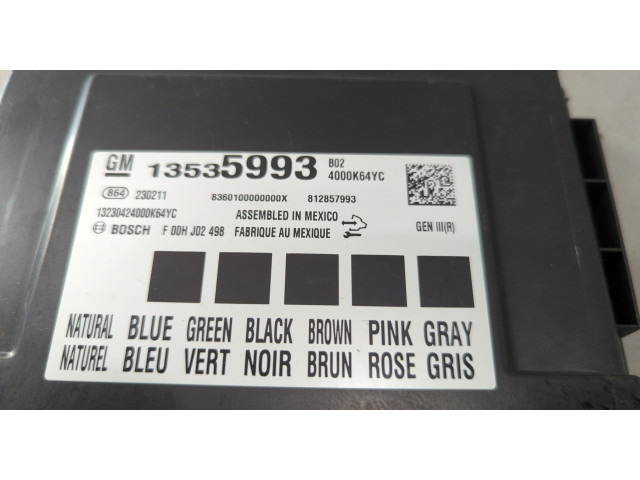 GM 13535993 B02
4000K64YC
864 230211 8360100000000X 812857993
13230424000K64YC ASSEMBLED IN MEXICO
BOSCH F 00H J02 498 FABRIQUE AU MEXIQUE GEN III(R)
NATURAL BLUE GREEN BLACK BROWN PINK GRAY
NATUREL BLEU VERT NOIR BRUN ROSE GRIS